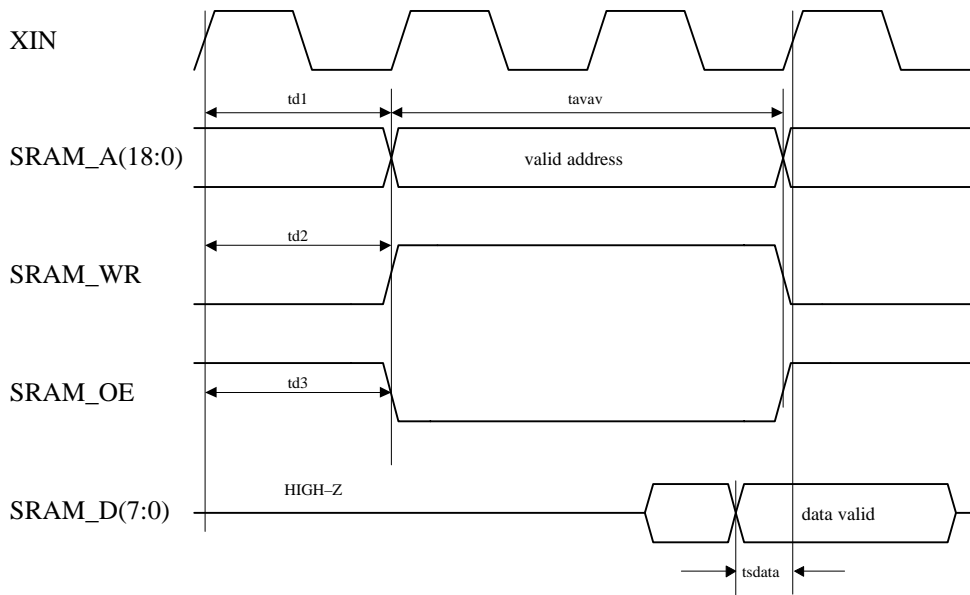 XIN
td1
tavav
SRAM_A(18:0)
valid address
td2
SRAM_WR
td3
SRAM_OE
HIGH–Z
SRAM_D(7:0)
data valid
tsdata